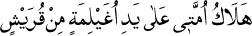 هَلَاكُ اُمَّتٖى عَلٰى يَدِ اُغَيْلِمَةٍ مِنْ قُرَيْشٍ